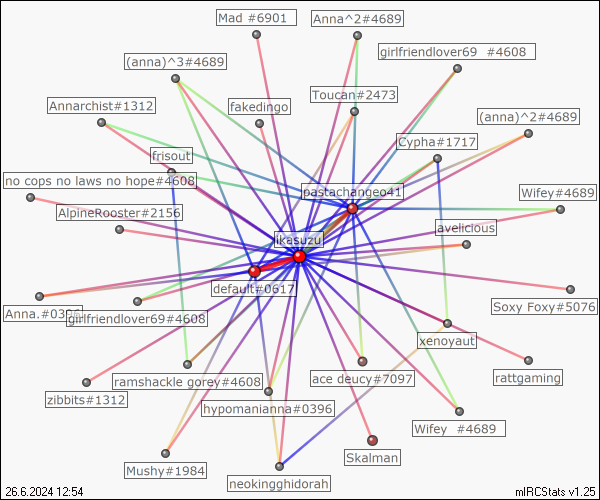 Mad #6901
Anna^2#4689
girlfriendlover69  #4608
(anna)^3#4689
Annarchist#1312
fakedingo
Toucan#2473
(anna)^2#4689
Cypha#1717
frisout
no cops no laws no hope#4608
pastachangeo41
Wifey#4689
AlpineRooster#2156
avelicious
ikasuzu
default#0617
Anna.#0396
girlfriendlover69#4608
Soxy Foxy#5076
xenoyaut
ramshackle gorey#4608
ace deucy#7097
rattgaming
zibbits#1312
hypomanianna#0396
Wifey  #4689
Mushy#1984
Skalman
neokingghidorah
26.6.2024 12:54
mIRCStats v1.25